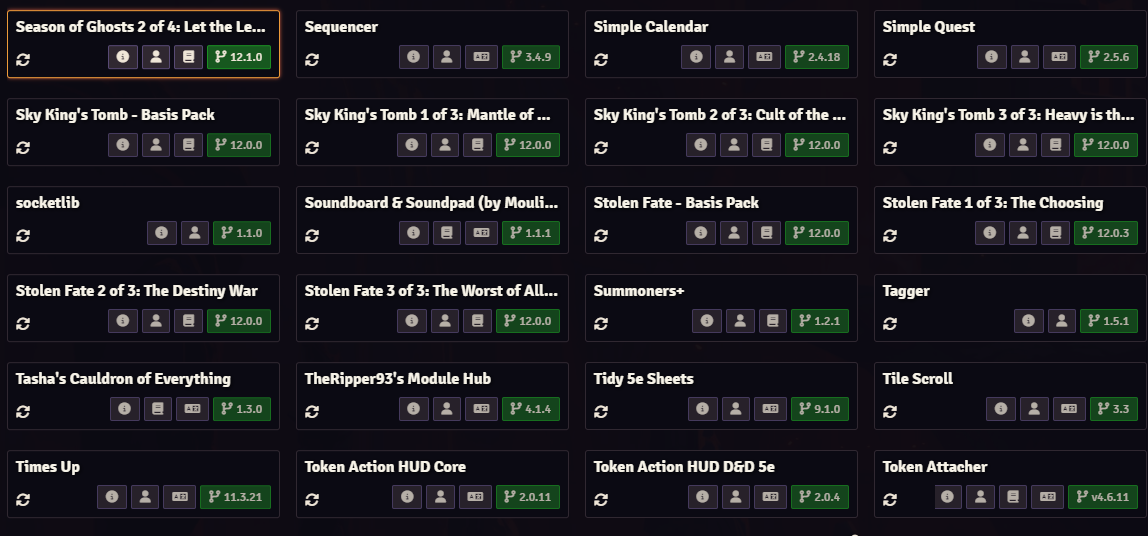 Season of Ghosts 2 of 4: Let the Le...
12.1.0
Sequencer
3.4.9
Simple Calendar
2.4.18
Simple Quest
2.5.6
Sky King's Tomb - Basis Pack
12.0.0
Sky King's Tomb 1 of 3: Mantle of ...
12.0.0
Sky King's Tomb 2 of 3: Cult of the ...
12.0.0
Sky King's Tomb 3 of 3: Heavy is th...
12.0.0
socketlib
1.1.0
Soundboard & Soundpad (by Mouli...
1.1.1
Stolen Fate - Basis Pack
12.0.0
Stolen Fate 1 of 3: The Choosing
12.0.3
Stolen Fate 2 of 3: The Destiny War
12.0.0
Stolen Fate 3 of 3: The Worst of All...
12.0.0
Summoners+
1.2.1
Tagger
1.5.1
Tasha's Cauldron of Everything
1.3.0
TheRipper93's Module Hub
4.1.4
Tidy 5e Sheets
9.1.0
Tile Scroll
3.3
Times Up
11.3.21
Token Action HUD Core
2.0.11
Token Action HUD D&D 5e
2.0.4
Token Attacher
v4.6.11